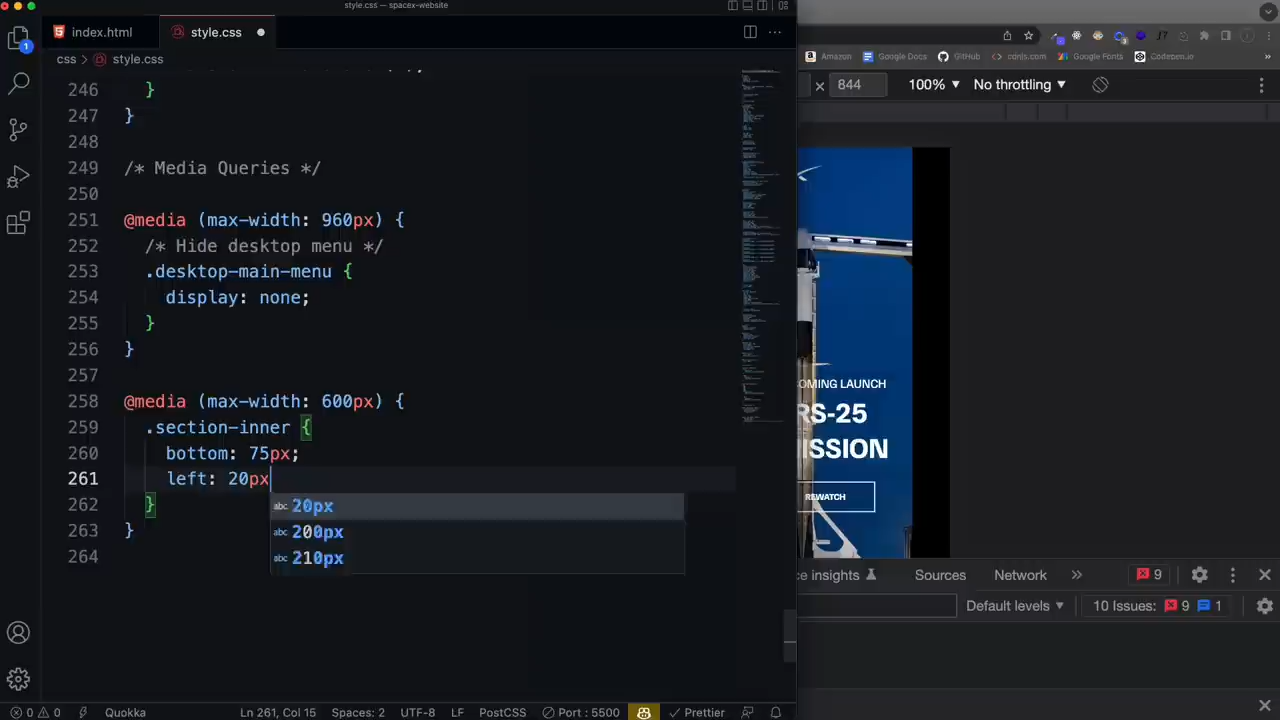 style.css — spacex-website
index.html
style.css
css > style.css
246 }
247 }
248
249 /* Media Queries */
250
251 @media (max-width: 960px) {
252 /* Hide desktop menu */
253 .desktop-main-menu {
254 display: none;
255 }
256 }
257
258 @media (max-width: 600px) {
259 .section-inner {
260 bottom: 75px;
261 left: 20px
262 }
263 }
264
abc 20px
abc 200px
abc 210px
1
0 0 Quokka Ln 261, Col 15 Spaces: 2 UTF-8 LF PostCSS Port : 5500 Prettier
Amazon Google Docs GitHub cdnjs.com Google Fonts Codepen.io
× 844 100% No throttling
OMING LAUNCH
RS-25
ISSION
REWATCH
ce insights Sources Network 9
Default levels 10 Issues: 9 1